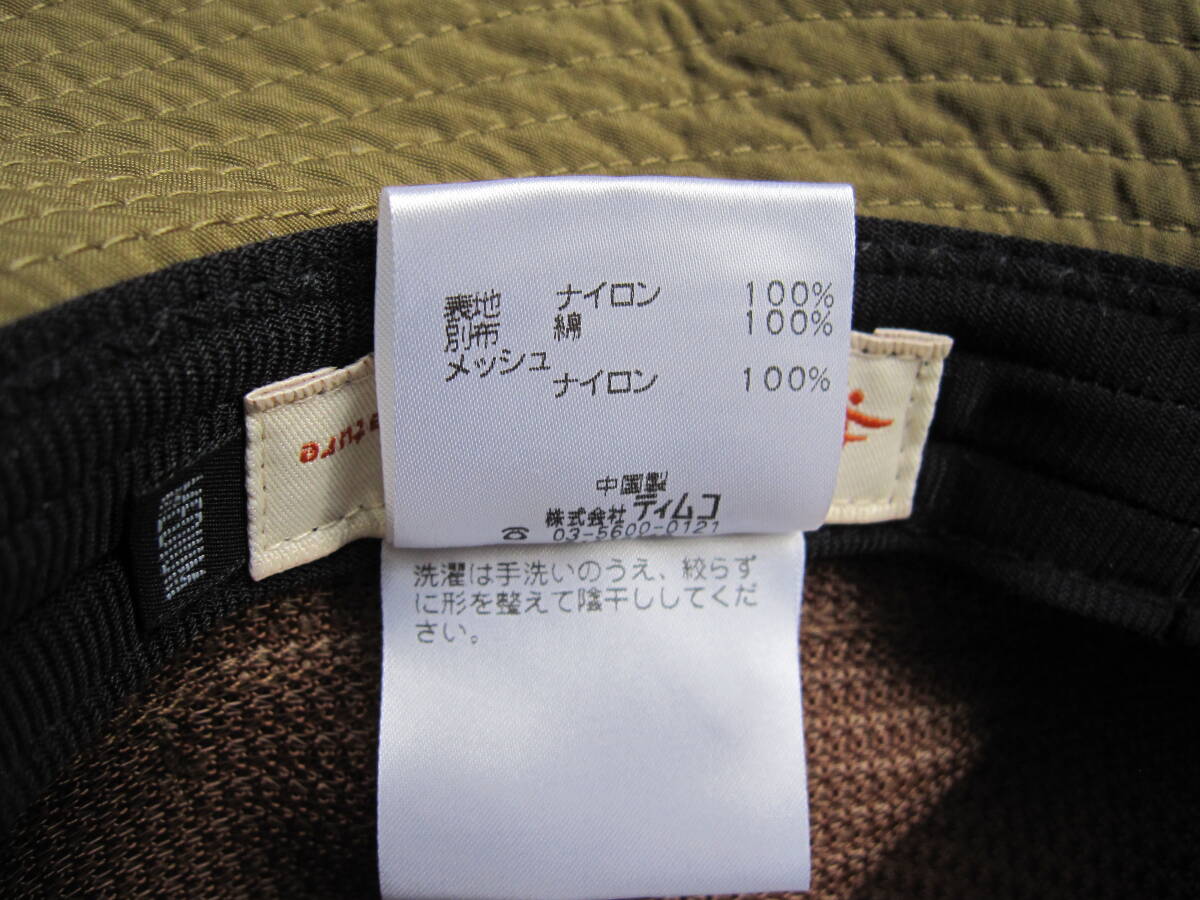 表地 ナイロン 100%
別布 綿 100%
メッシュ
ナイロン 100%
中国製
株式会社 ティムコ
☎ 03-5600-0121
洗濯は手洗いのうえ、絞らず
に形を整えて陰干ししてくだ
さい。
ature